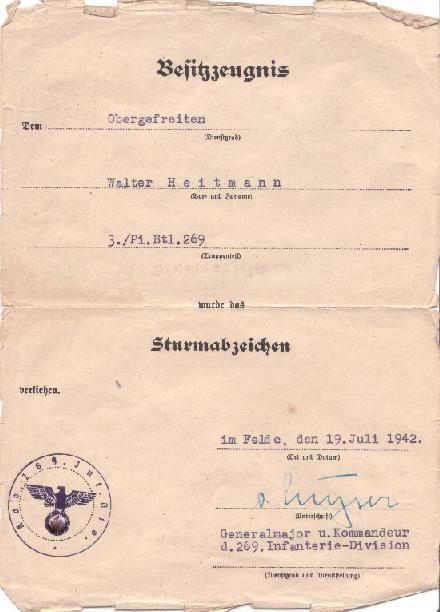 Besitzzeugnis
Dem Obergefreiten
(Dienstgrad)
Walter Heitmann
(Vor- und Zuname)
3./Pi.Btl.269
(Truppenteil)
wurde das
Sturmabzeichen
verliehen.
im Felde, den 19.Juli 1942.
(Ort und Datum)
(Unterschrift)
Generalmajor u.Kommandeur
d.269.Infanterie-Division
(Dienstgrad und Dienststellung)